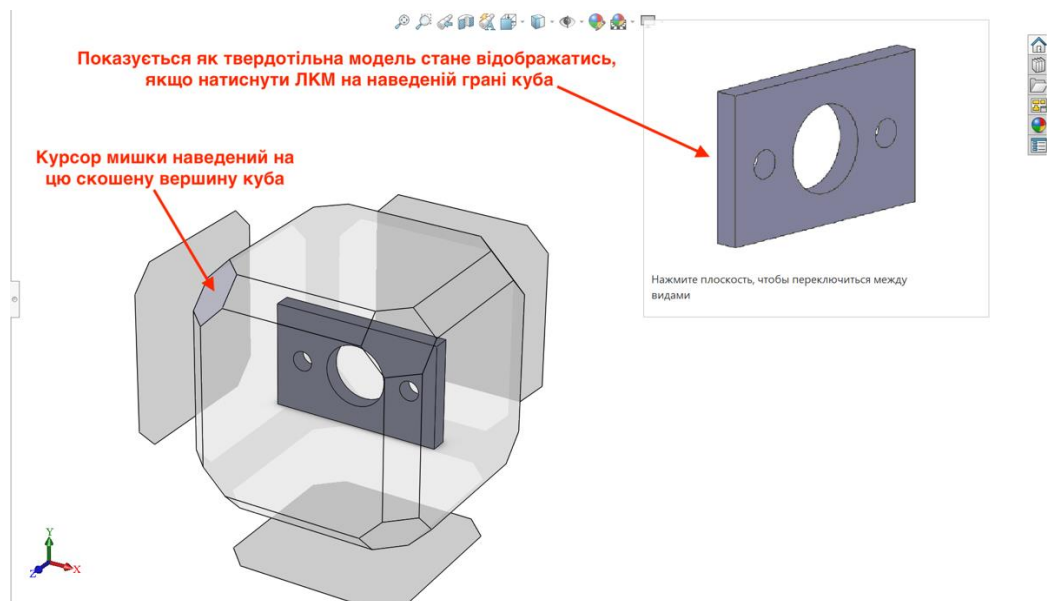 Показується як твердотільна модель стане відображатись,
якщо натиснути ЛКМ на наведеній грані куба
Курсор мишки наведений на
цю скошену вершину куба
Нажмите плоскость, чтобы переключиться между
видами
Y
Z
X